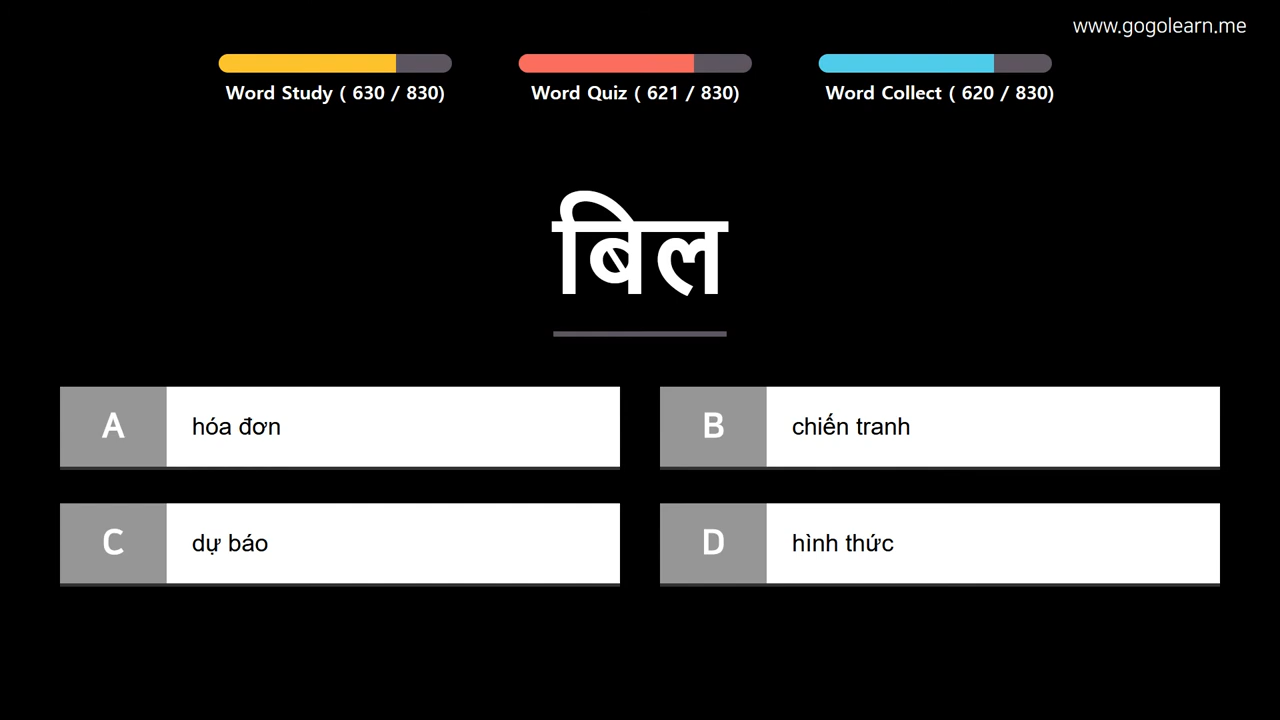 www.gogolearn.me
Word Study ( 630 / 830)
Word Quiz ( 621 / 830)
Word Collect ( 620 / 830)
बिल
A
hóa đơn
B
chiến tranh
C
dự báo
D
hình thức